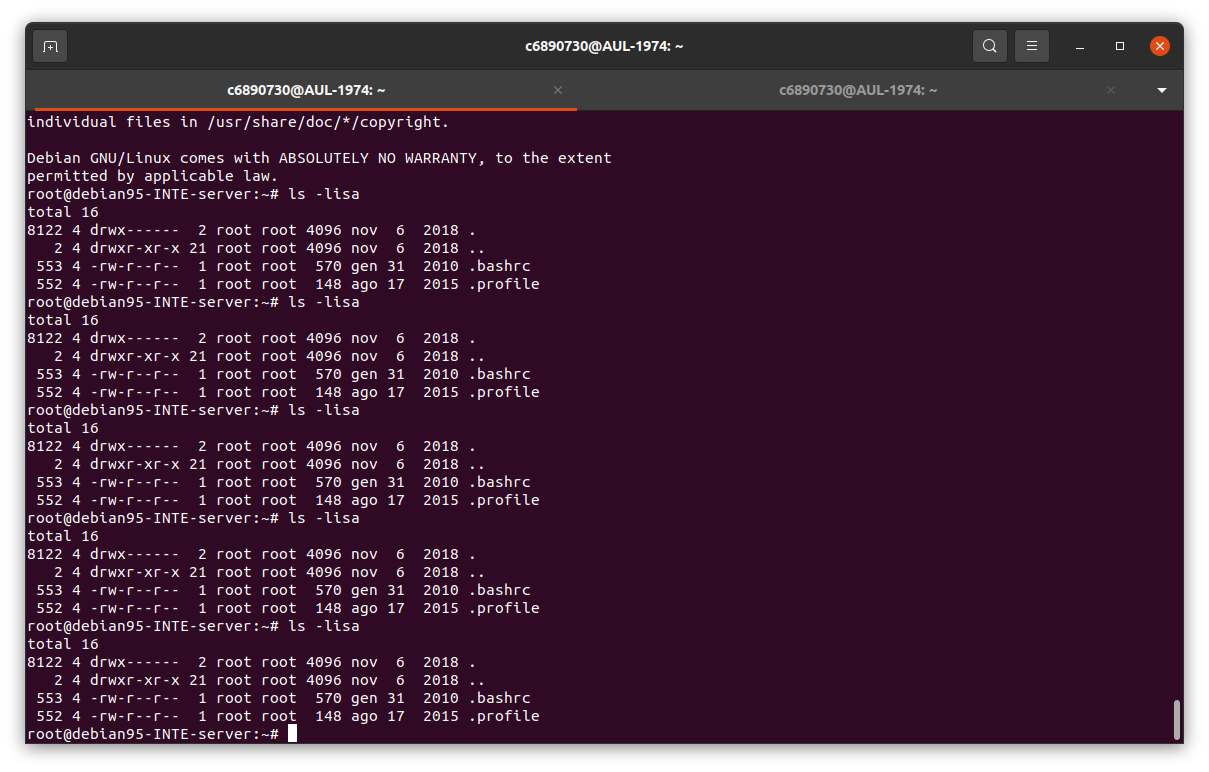 c6890730@AUL-1974: ~
c6890730@AUL-1974: ~
c6890730@AUL-1974: ~
individual files in /usr/share/doc/*/copyright.

Debian GNU/Linux comes with ABSOLUTELY NO WARRANTY, to the extent
permitted by applicable law.
root@debian95-INTE-server:~# ls -lisa
total 16
8122 4 drwx------  2 root root 4096 nov  6  2018 .
   2 4 drwxr-xr-x 21 root root 4096 nov  6  2018 ..
 553 4 -rw-r--r--  1 root root  570 gen 31  2010 .bashrc
 552 4 -rw-r--r--  1 root root  148 ago 17  2015 .profile
root@debian95-INTE-server:~# ls -lisa
total 16
8122 4 drwx------  2 root root 4096 nov  6  2018 .
   2 4 drwxr-xr-x 21 root root 4096 nov  6  2018 ..
 553 4 -rw-r--r--  1 root root  570 gen 31  2010 .bashrc
 552 4 -rw-r--r--  1 root root  148 ago 17  2015 .profile
root@debian95-INTE-server:~# ls -lisa
total 16
8122 4 drwx------  2 root root 4096 nov  6  2018 .
   2 4 drwxr-xr-x 21 root root 4096 nov  6  2018 ..
 553 4 -rw-r--r--  1 root root  570 gen 31  2010 .bashrc
 552 4 -rw-r--r--  1 root root  148 ago 17  2015 .profile
root@debian95-INTE-server:~# ls -lisa
total 16
8122 4 drwx------  2 root root 4096 nov  6  2018 .
   2 4 drwxr-xr-x 21 root root 4096 nov  6  2018 ..
 553 4 -rw-r--r--  1 root root  570 gen 31  2010 .bashrc
 552 4 -rw-r--r--  1 root root  148 ago 17  2015 .profile
root@debian95-INTE-server:~# ls -lisa
total 16
8122 4 drwx------  2 root root 4096 nov  6  2018 .
   2 4 drwxr-xr-x 21 root root 4096 nov  6  2018 ..
 553 4 -rw-r--r--  1 root root  570 gen 31  2010 .bashrc
 552 4 -rw-r--r--  1 root root  148 ago 17  2015 .profile
root@debian95-INTE-server:~#